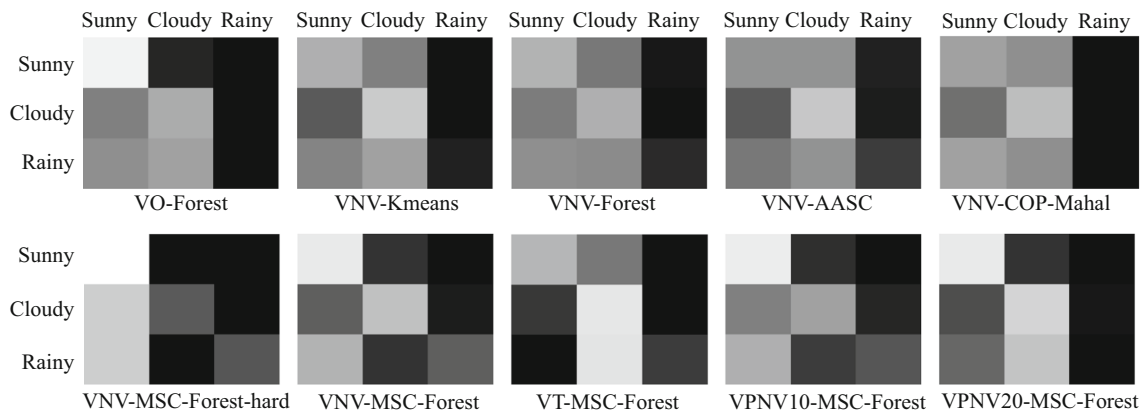 Sunny Cloudy Rainy Sunny Cloudy Rainy Sunny Cloudy Rainy Sunny Cloudy Rainy Sunny Cloudy Rainy
Sunny
Cloudy
Rainy
VO-Forest VNV-Kmeans VNV-Forest VNV-AASC VNV-COP-Mahal
Sunny
Cloudy
Rainy
VNV-MSC-Forest-hard VNV-MSC-Forest VT-MSC-Forest VPNV10-MSC-Forest VPNV20-MSC-Forest